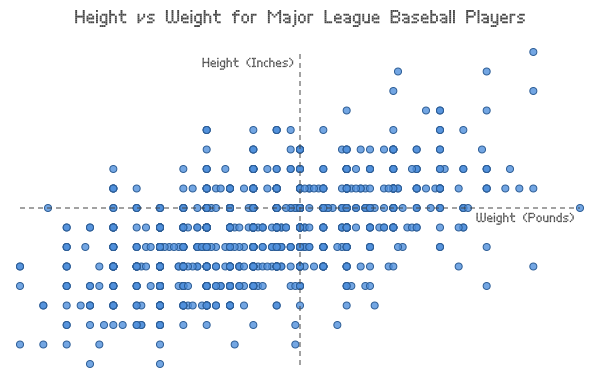 Height vs Weight for Major League Baseball Players
Height (Inches)
Weight (Pounds)